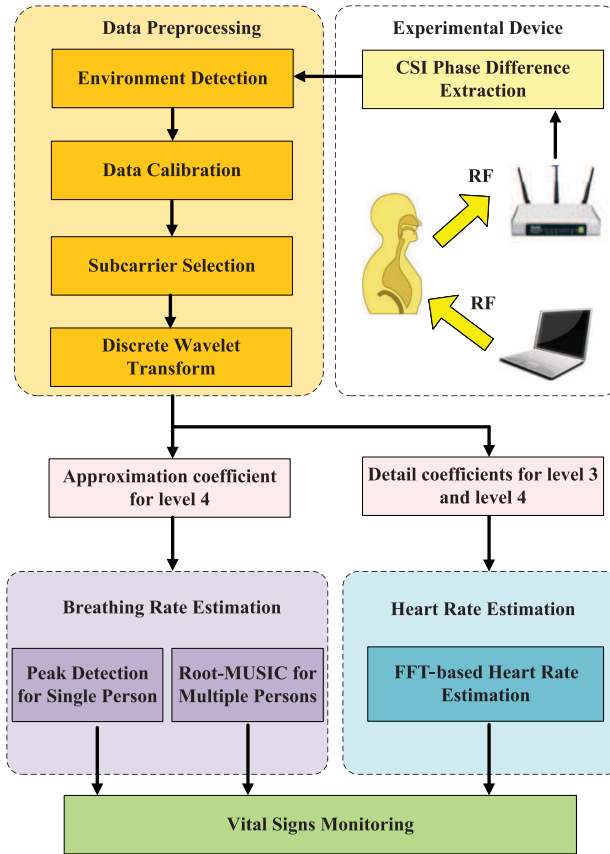 Data Preprocessing
Environment Detection
Data Calibration
Subcarrier Selection
Discrete Wavelet
Transform
Experimental Device
CSI Phase Difference
Extraction
RF
RF
Approximation coefficient
for level 4
Detail coefficients for level 3
and level 4
Breathing Rate Estimation
Peak Detection
for Single Person
Root-MUSIC for
Multiple Persons
Heart Rate Estimation
FFT-based Heart Rate
Estimation
Vital Signs Monitoring